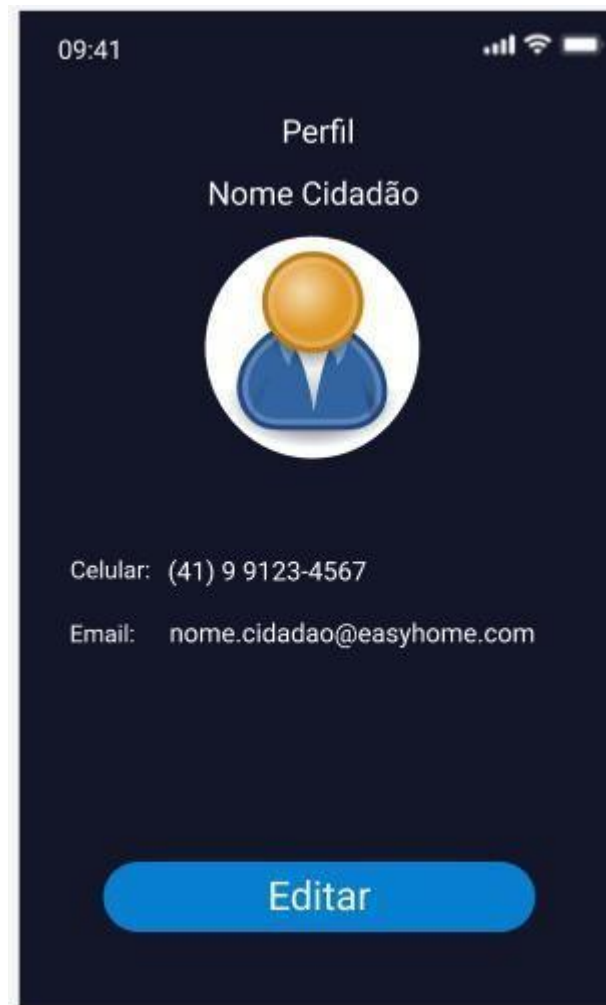 09:41
Perfil
Nome Cidadão
Celular: (41) 9 9123-4567
Email: nome.cidadao@easyhome.com
Editar